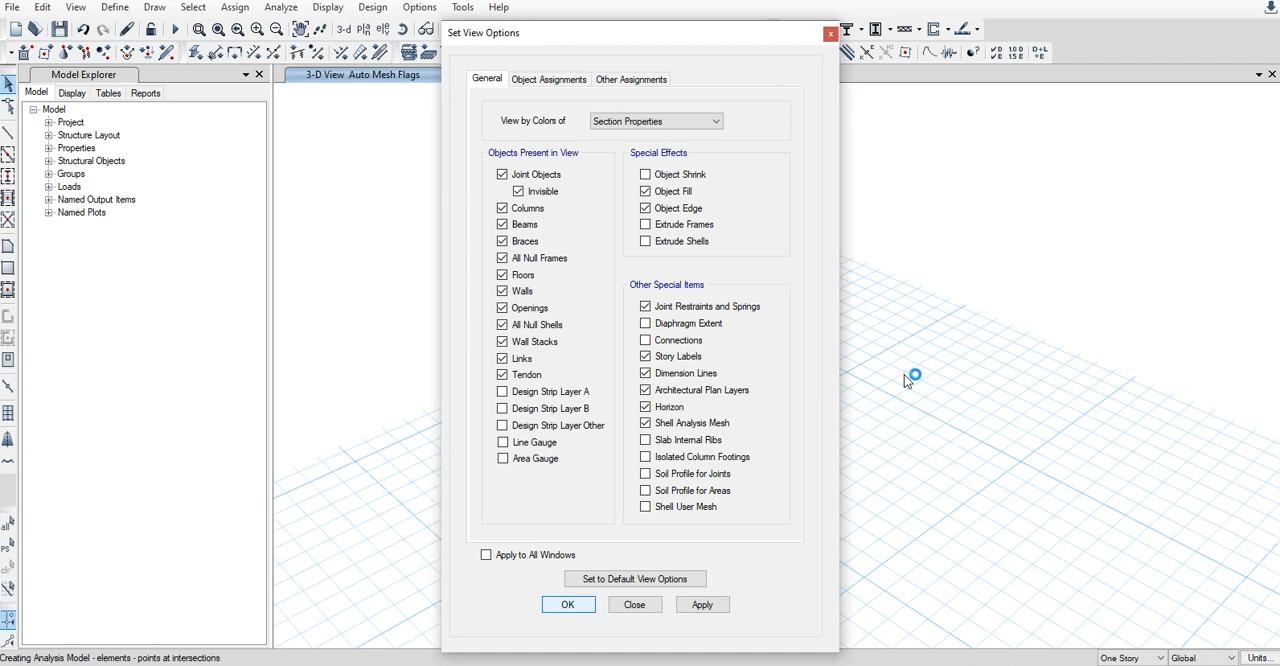 File Edit View Define Draw Select Assign Analyze Display Design Options Tools Help
Set View Options
3-d
Model Explorer
3-D View Auto Mesh Flags
Model Display Tables Reports
Model
Project
Structure Layout
Properties
Structural Objects
Groups
Loads
Named Output Items
Named Plots
General Object Assignments Other Assignments
View by Colors of Section Properties
Objects Present in View
Joint Objects
Invisible
Columns
Beams
Braces
All Null Frames
Floors
Walls
Openings
All Null Shells
Wall Stacks
Links
Tendon
Design Strip Layer A
Design Strip Layer B
Design Strip Layer Other
Line Gauge
Area Gauge
Special Effects
Object Shrink
Object Fill
Object Edge
Extrude Frames
Extrude Shells
Other Special Items
Joint Restraints and Springs
Diaphragm Extent
Connections
Story Labels
Dimension Lines
Architectural Plan Layers
Horizon
Shell Analysis Mesh
Slab Internal Ribs
Isolated Column Footings
Soil Profile for Joints
Soil Profile for Areas
Shell User Mesh
Apply to All Windows
Set to Default View Options
OK Close Apply
all
PS
clr
Creating Analysis Model - elements - points at intersections
One Story Global Units...